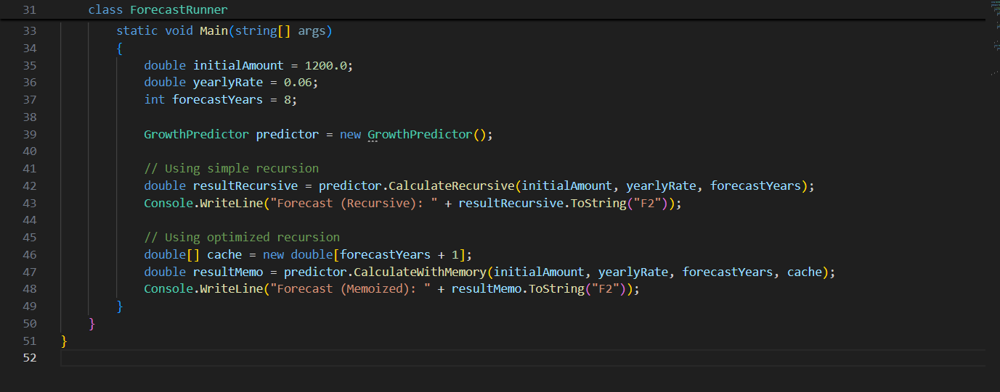 31 class ForecastRunner
33 static void Main(string[] args)
34 {
35 double initialAmount = 1200.0;
36 double yearlyRate = 0.06;
37 int forecastYears = 8;
38
39 GrowthPredictor predictor = new GrowthPredictor();
40
41 // Using simple recursion
42 double resultRecursive = predictor.CalculateRecursive(initialAmount, yearlyRate, forecastYears);
43 Console.WriteLine("Forecast (Recursive): " + resultRecursive.ToString("F2"));
44
45 // Using optimized recursion
46 double[] cache = new double[forecastYears + 1];
47 double resultMemo = predictor.CalculateWithMemory(initialAmount, yearlyRate, forecastYears, cache);
48 Console.WriteLine("Forecast (Memoized): " + resultMemo.ToString("F2"));
49 }
50 }
51 }
52